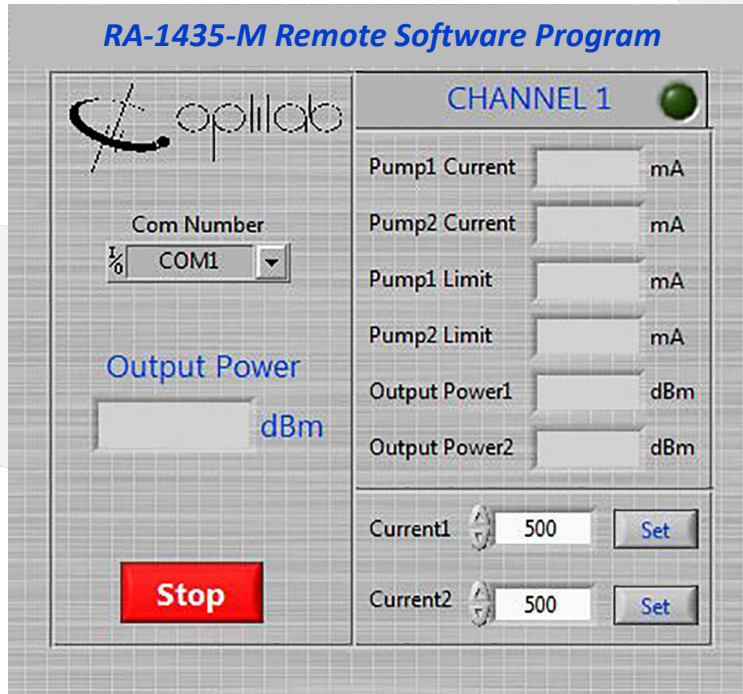 RA-1435-M Remote Software Program
oplilab
Com Number
I/O COM1
Output Power
dBm
Stop
CHANNEL 1
Pump1 Current mA
Pump2 Current mA
Pump1 Limit mA
Pump2 Limit mA
Output Power1 dBm
Output Power2 dBm
Current1 500 Set
Current2 500 Set